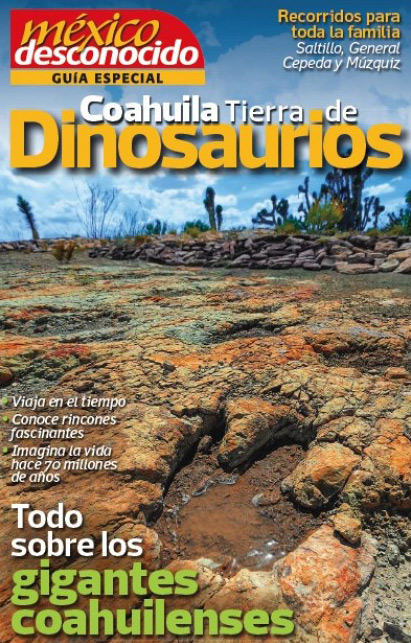 méxico
desconocido
GUÍA ESPECIAL
Recorridos para
toda la familia
Saltillo, General
Cepeda y Múzquiz
Coahuila Tierra de
Dinosaurios
• Viaja en el tiempo
• Conoce rincones
fascinantes
• Imagina la vida
hace 70 millones
de años
Todo
sobre los
gigantes
coahuilenses